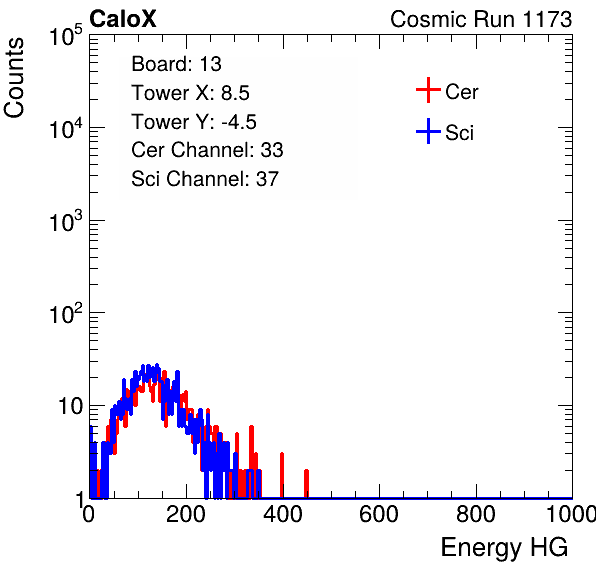 CaloX Cosmic Run 1173
Counts
10^5
10^4
10^3
10^2
10
1
Board: 13
Tower X: 8.5
Tower Y: -4.5
Cer Channel: 33
Sci Channel: 37
Cer
Sci
0 200 400 600 800 1000
Energy HG